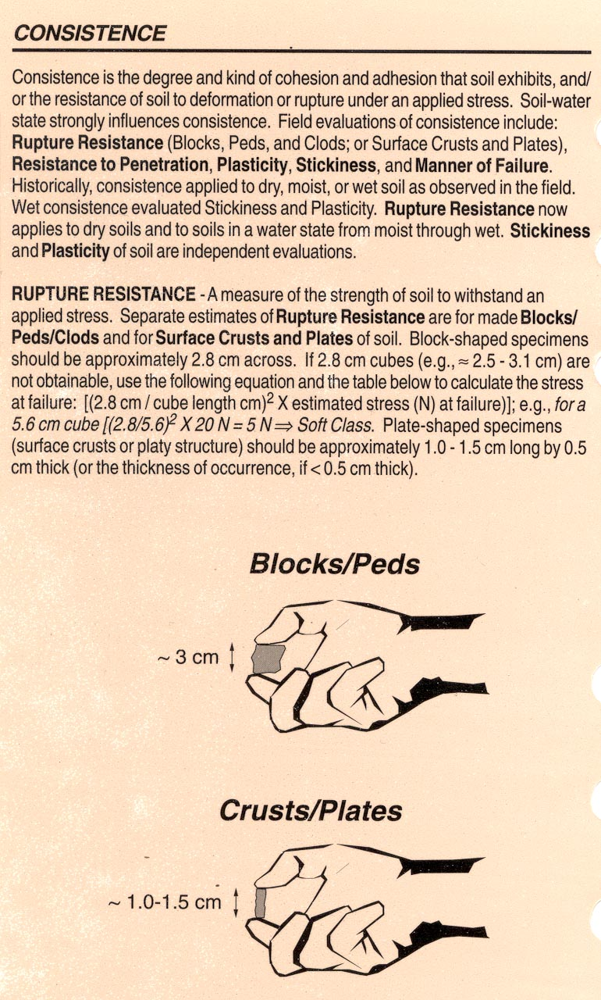 CONSISTENCE
Consistence is the degree and kind of cohesion and adhesion that soil exhibits, and/
or the resistance of soil to deformation or rupture under an applied stress. Soil-water
state strongly influences consistence. Field evaluations of consistence include:
Rupture Resistance (Blocks, Peds, and Clods; or Surface Crusts and Plates),
Resistance to Penetration, Plasticity, Stickiness, and Manner of Failure.
Historically, consistence applied to dry, moist, or wet soil as observed in the field.
Wet consistence evaluated Stickiness and Plasticity. Rupture Resistance now
applies to dry soils and to soils in a water state from moist through wet. Stickiness
and Plasticity of soil are independent evaluations.
RUPTURE RESISTANCE - A measure of the strength of soil to withstand an
applied stress. Separate estimates of Rupture Resistance are for made Blocks/
Peds/Clods and for Surface Crusts and Plates of soil. Block-shaped specimens
should be approximately 2.8 cm across. If 2.8 cm cubes (e.g., ≈ 2.5 - 3.1 cm) are
not obtainable, use the following equation and the table below to calculate the stress
at failure: [(2.8 cm / cube length cm)² X estimated stress (N) at failure)]; e.g., for a
5.6 cm cube [(2.8/5.6)² X 20 N = 5 N ⇒ Soft Class. Plate-shaped specimens
(surface crusts or platy structure) should be approximately 1.0 - 1.5 cm long by 0.5
cm thick (or the thickness of occurrence, if < 0.5 cm thick).
Blocks/Peds
~ 3 cm
Crusts/Plates
~ 1.0-1.5 cm